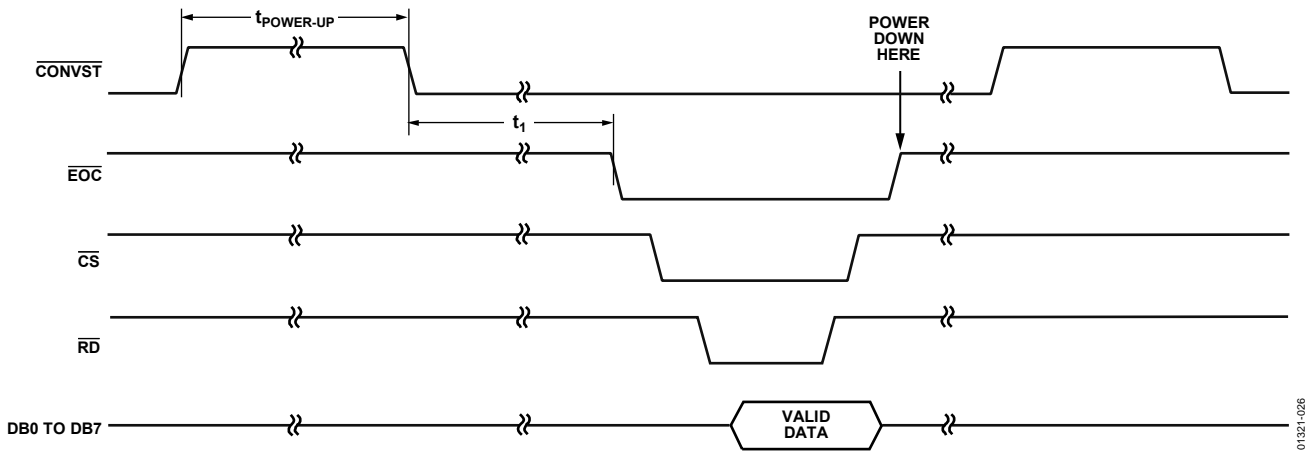 tPOWER-UP
POWER
DOWN
HERE
CONVST
t1
EOC
CS
RD
DB0 TO DB7
VALID
DATA
01321-026